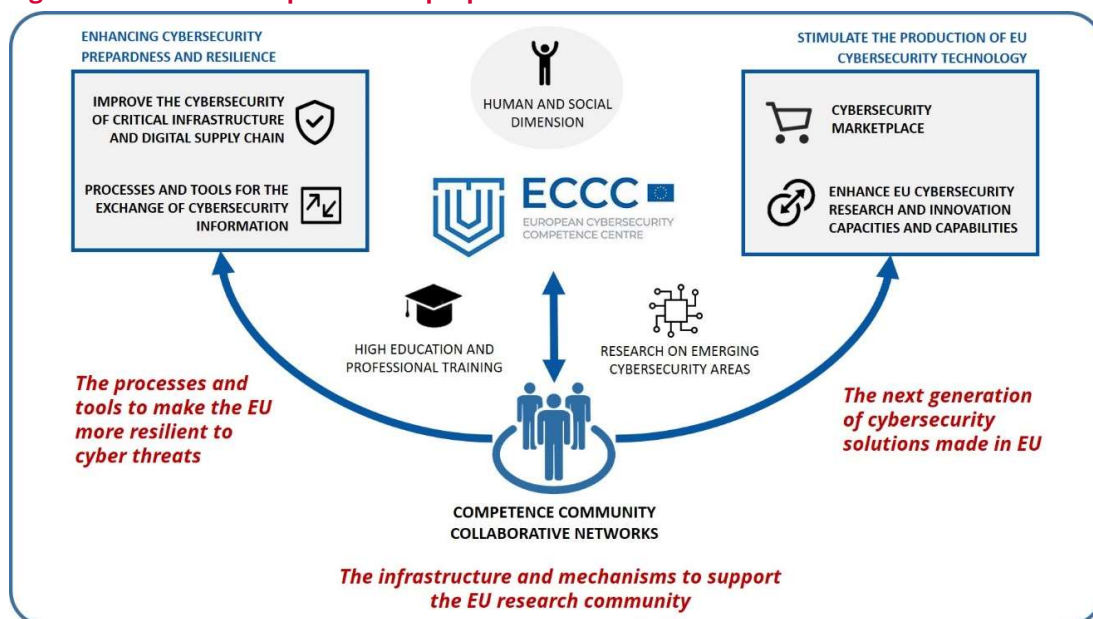 ENHANCING CYBERSECURITY
PREPARDNESS AND RESILIENCE
IMPROVE THE CYBERSECURITY
OF CRITICAL INFRASTRUCTURE
AND DIGITAL SUPPLY CHAIN
PROCESSES AND TOOLS FOR THE
EXCHANGE OF CYBERSECURITY
INFORMATION
HUMAN AND SOCIAL
DIMENSION
ECCC
EUROPEAN CYBERSECURITY
COMPETENCE CENTRE
STIMULATE THE PRODUCTION OF EU
CYBERSECURITY TECHNOLOGY
CYBERSECURITY
MARKETPLACE
ENHANCE EU CYBERSECURITY
RESEARCH AND INNOVATION
CAPACITIES AND CAPABILITIES
HIGH EDUCATION AND
PROFESSIONAL TRAINING
RESEARCH ON EMERGING
CYBERSECURITY AREAS
The processes and
tools to make the EU
more resilient to
cyber threats
The next generation
of cybersecurity
solutions made in EU
COMPETENCE COMMUNITY
COLLABORATIVE NETWORKS
The infrastructure and mechanisms to support
the EU research community